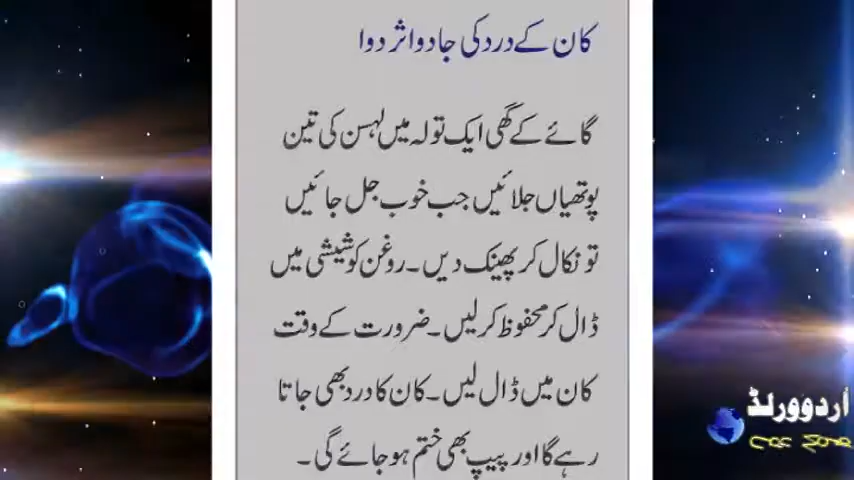 کان کے درد کی جادو اثر دوا
گائے کے گھی ایک تولہ میں لہسن کی تین
پوتھیاں جلائیں جب خوب جل جائیں
تو نکال کر پھینک دیں۔ روغن کو شیشی میں
ڈال کر محفوظ کر لیں۔ ضرورت کے وقت
کان میں ڈال لیں۔ کان کا درد بھی جاتا
رہے گا اور پیپ بھی ختم ہو جائے گی۔
اردو ورلڈ